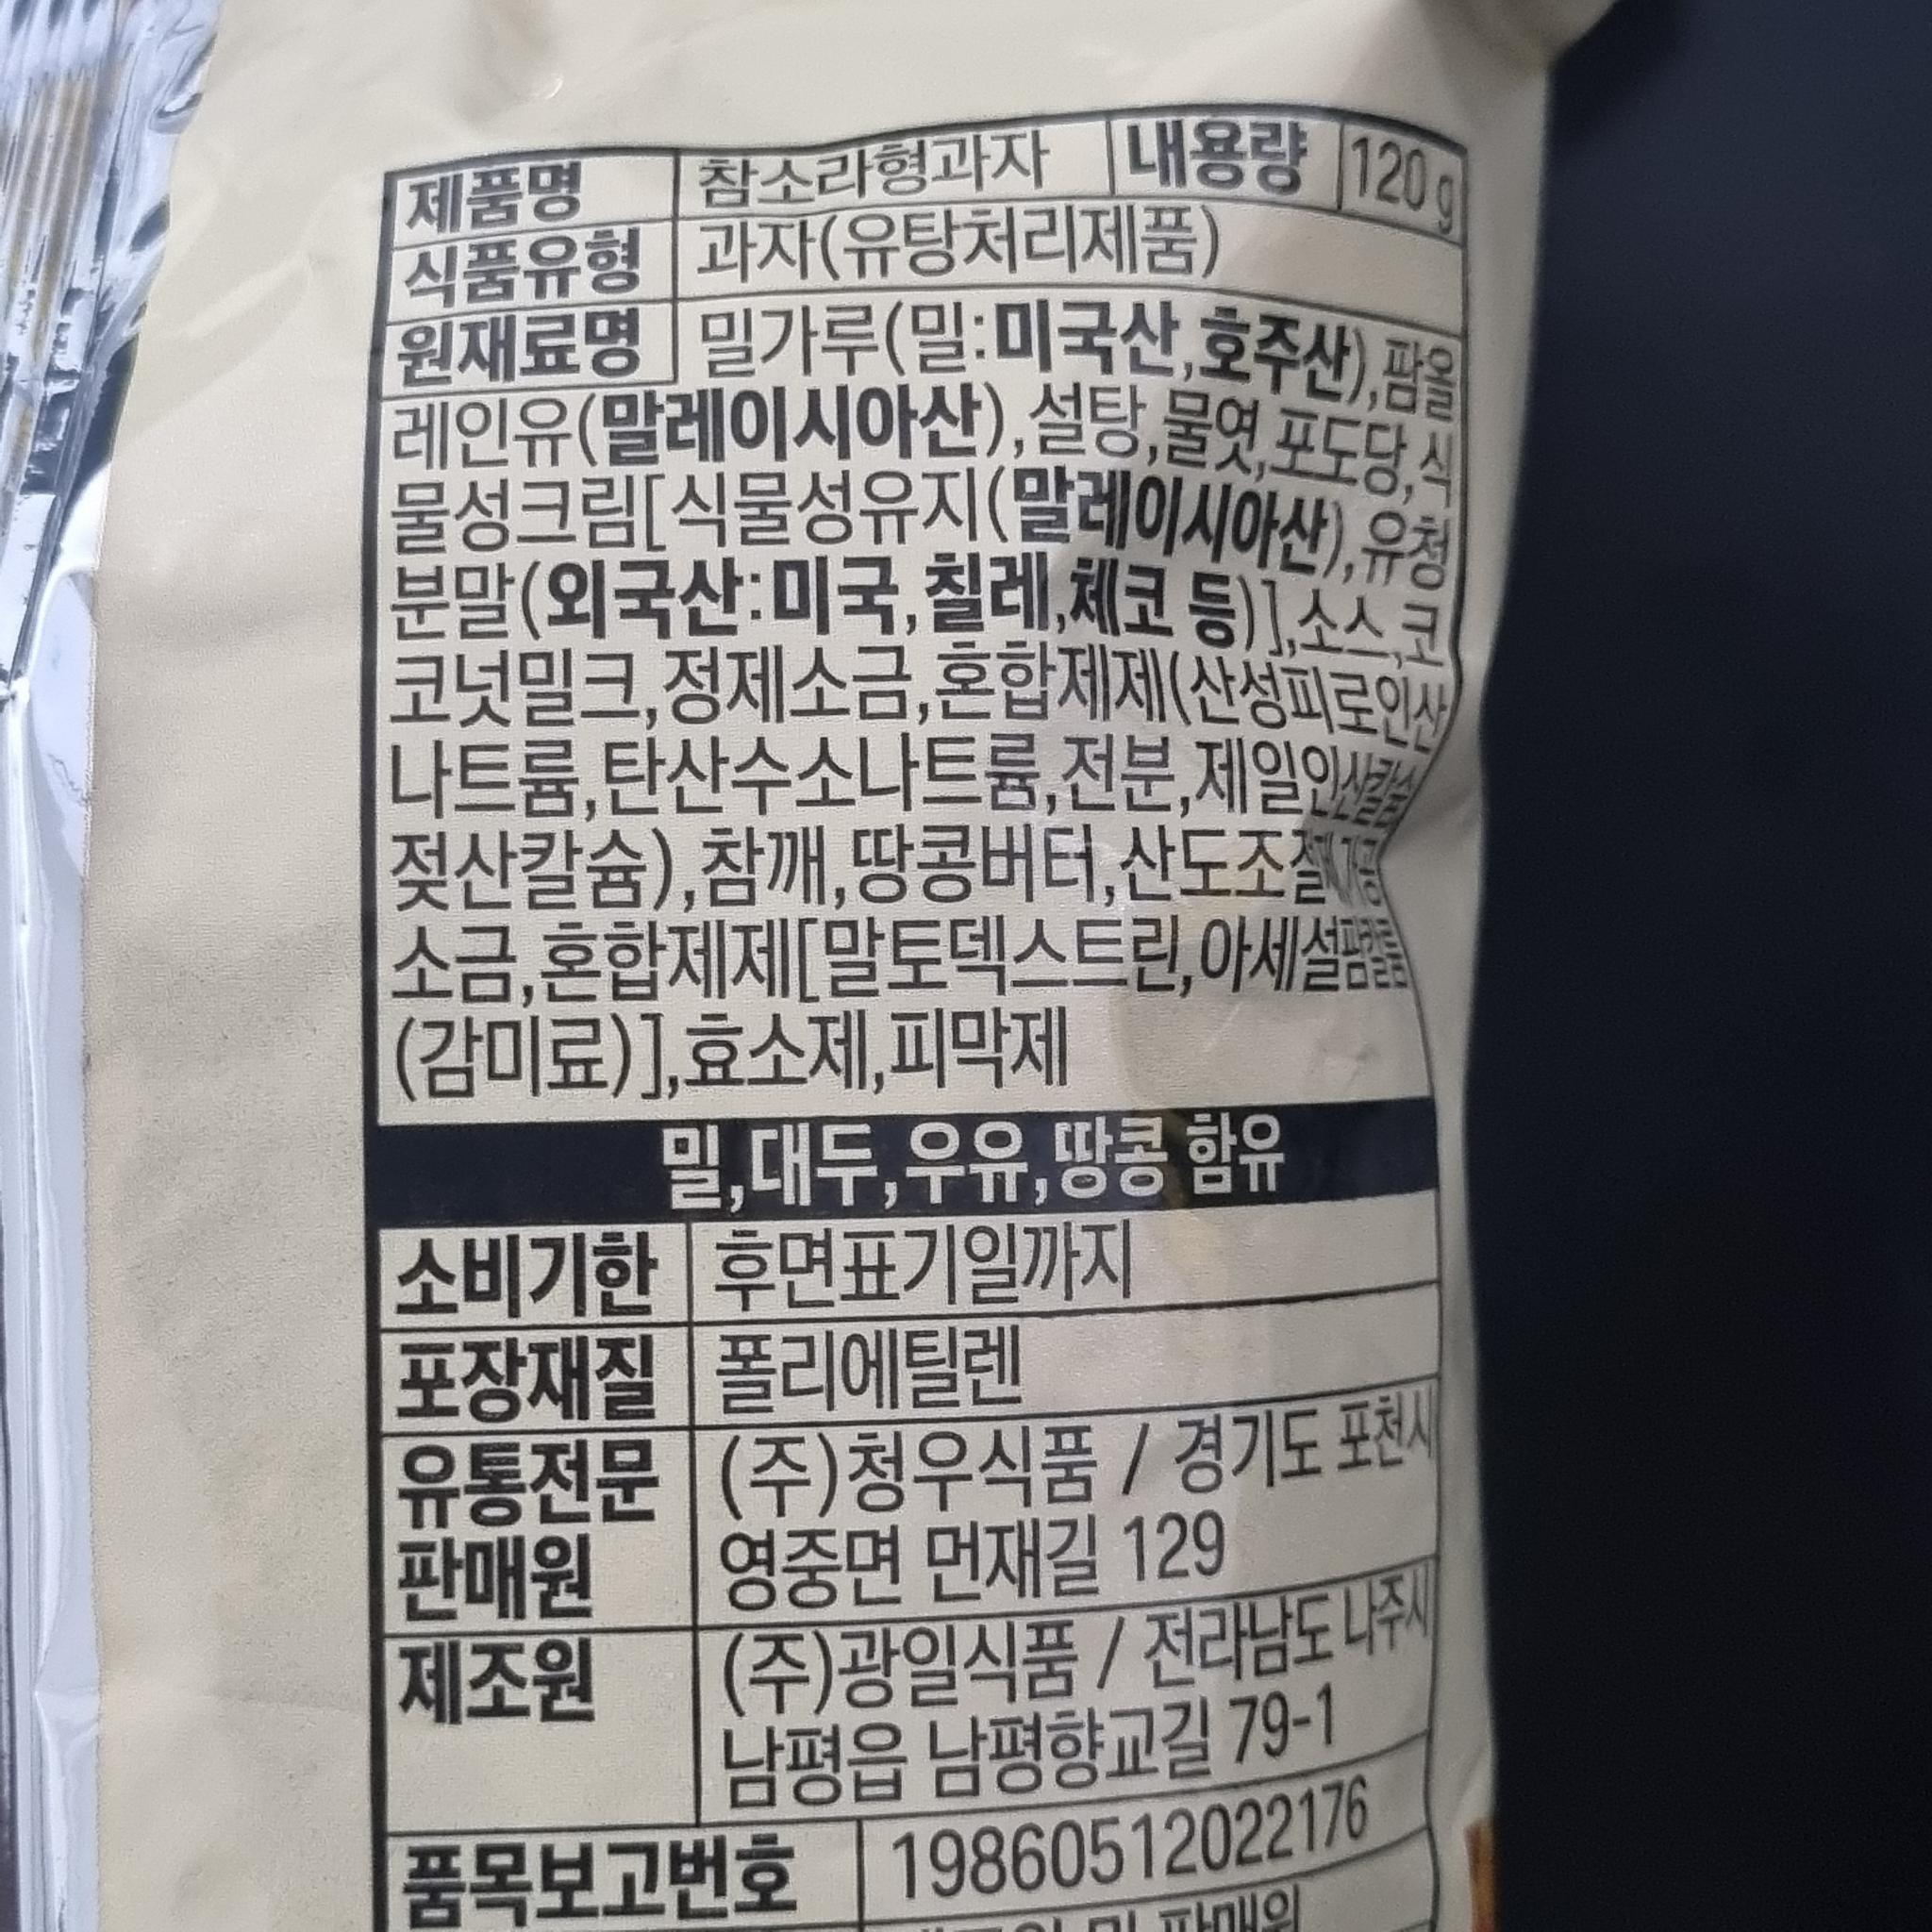 제품명 참소라형과자 내용량 120 g
식품유형 과자(유탕처리제품)
원재료명 밀가루(밀:미국산,호주산),팜올
레인유(말레이시아산),설탕,물엿,포도당,식
물성크림[식물성유지(말레이시아산),유청
분말(외국산:미국,칠레,체코 등)],소스,코
코넛밀크,정제소금,혼합제제(산성피로인산
나트륨,탄산수소나트륨,전분,제일인산칼슘
젖산칼슘),참깨,땅콩버터,산도조절제,가공
소금,혼합제제[말토덱스트린,아세설팜칼륨
(감미료)],효소제,피막제
밀,대두,우유,땅콩 함유
소비기한 후면표기일까지
포장재질 폴리에틸렌
유통전문 (주)청우식품 / 경기도 포천시
판매원 영중면 먼재길 129
제조원 (주)광일식품 / 전라남도 나주시
남평읍 남평향교길 79-1
품목보고번호 19860512022176
및 판매원